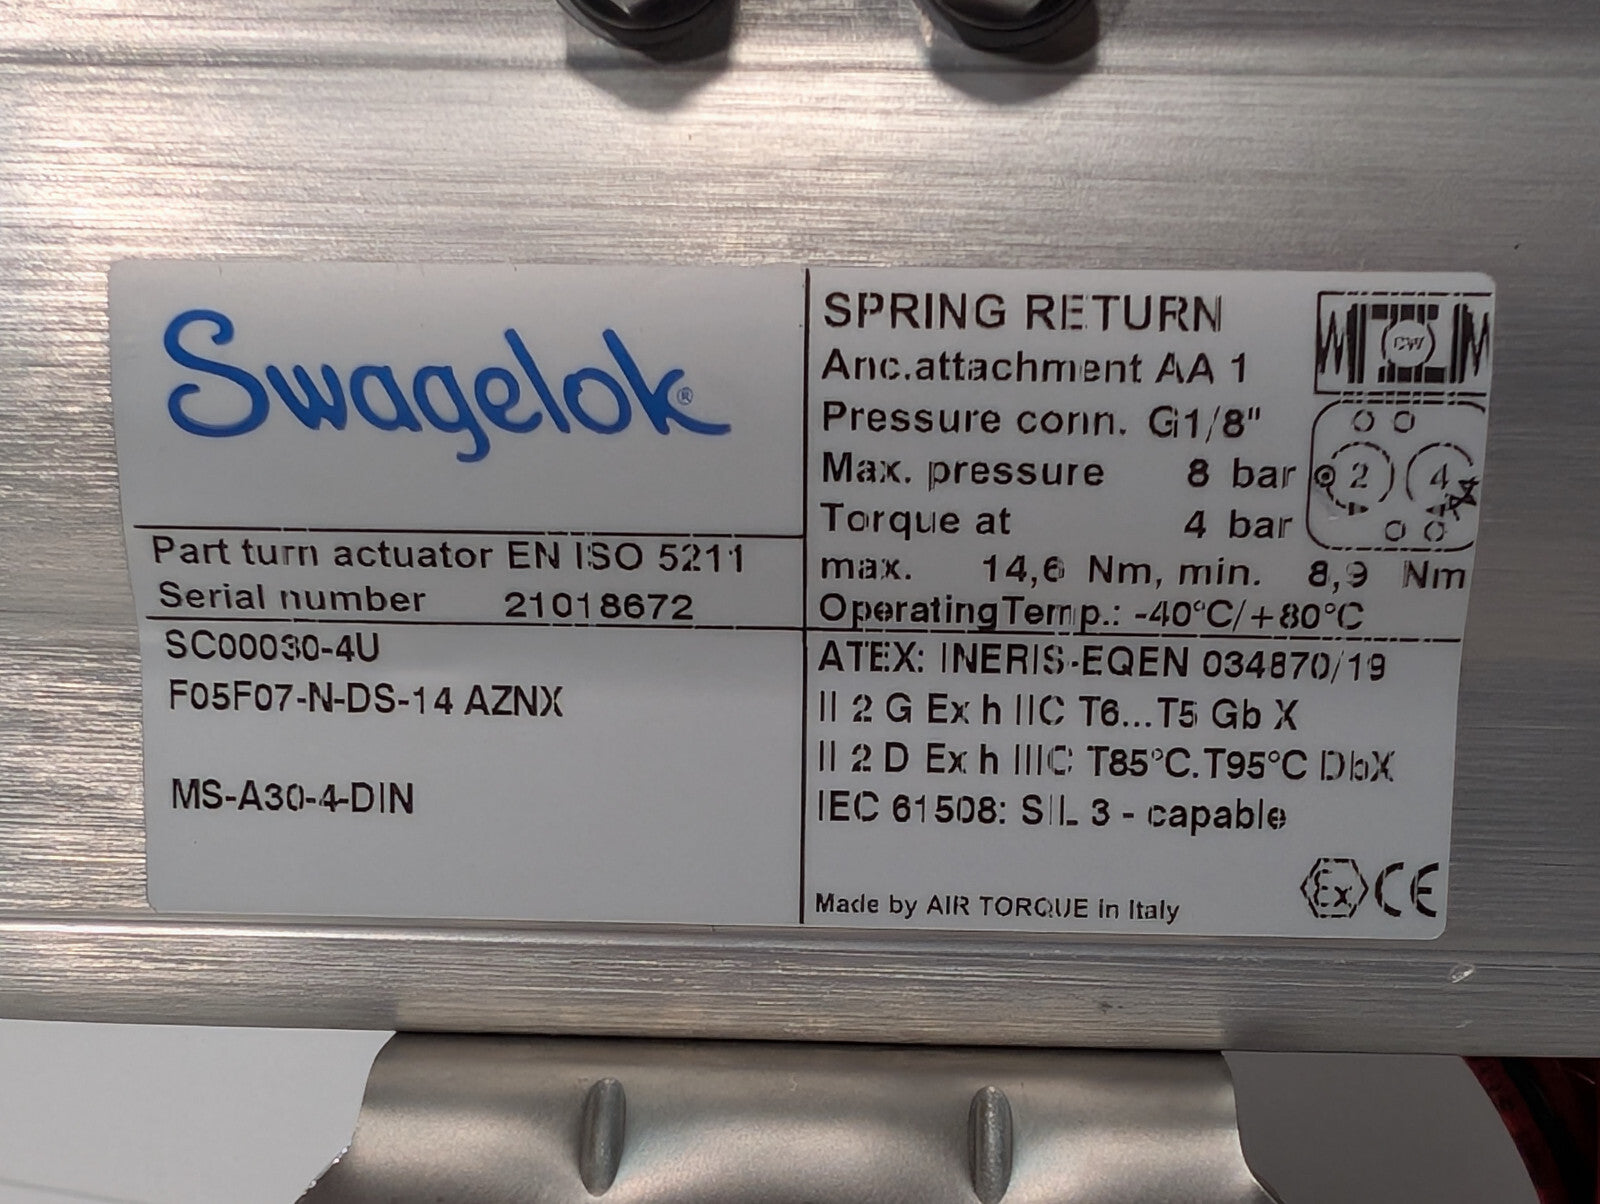 Swagelok®
Part turn actuator EN ISO 5211
Serial number 21018672
SC00030-4U
F05F07-N-DS-14 AZNX
MS-A30-4-DIN
SPRING RETURN
Anc.attachment AA 1
Pressure conn. G1/8"
Max. pressure 8 bar
Torque at 4 bar
max. 14,6 Nm, min. 8,9 Nm
Operating Temp.: -40°C/+80°C
CW
2 4
ATEX: INERIS-EQEN 034870/19
II 2 G Ex h IIC T6...T5 Gb X
II 2 D Ex h IIIC T85°C.T95°C DbX
IEC 61508: SIL 3 - capable
Made by AIR TORQUE in Italy
Ex CE